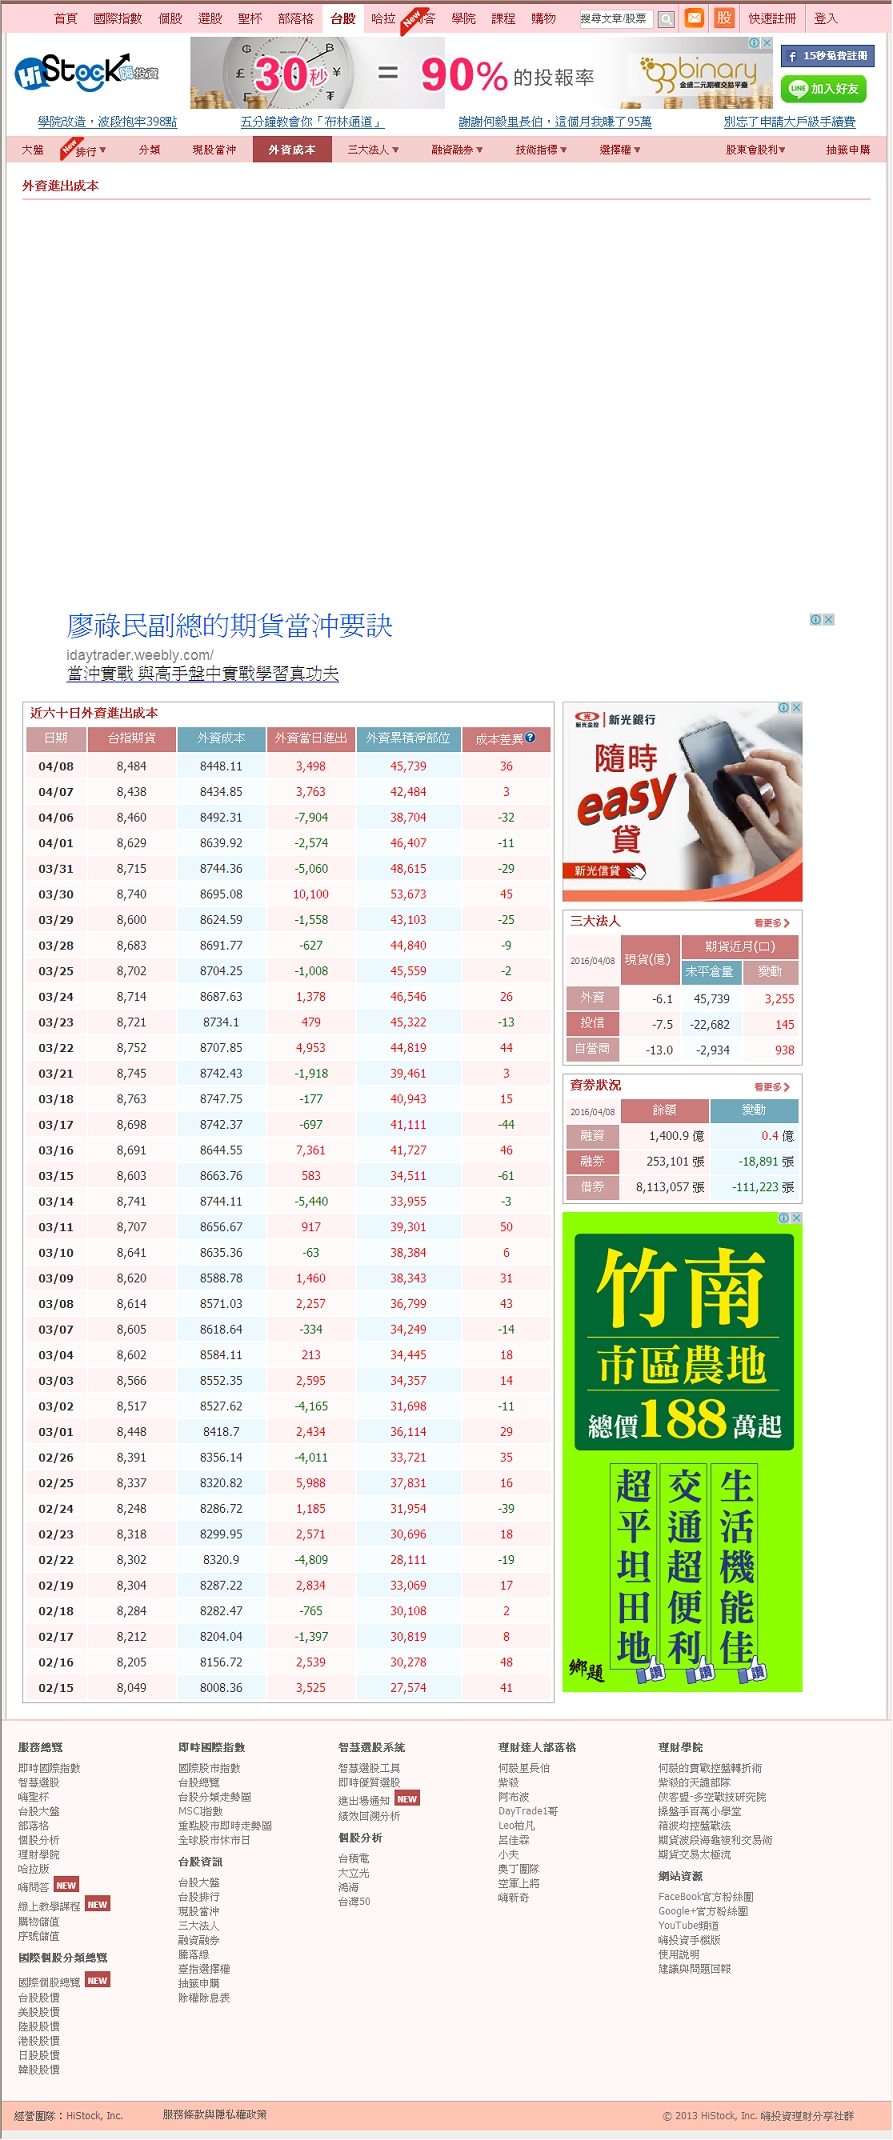 首頁 國際指數 個股 選股 聖杯 部落格 台股 哈拉 New 答 學院 課程 購物 搜尋文章/股票 股 快速註冊 登入
HiStock嗨投資
30秒 = 90%的投報率
binary
金鎰二元期權交易平臺
15秒免費註冊
LINE 加入好友
學院改造，波段抱牢398點 五分鐘教會你「布林通道」 謝謝何毅里長伯，這個月我賺了95萬 別忘了申請大戶級手續費
大盤 New 排行▼ 分類 現股當沖 外資成本 三大法人▼ 融資融券▼ 技術指標▼ 選擇權▼ 股東會股利▼ 抽籤申購
外資進出成本
廖祿民副總的期貨當沖要訣
idaytrader.weebly.com/
當沖實戰 與高手盤中實戰學習真功夫
近六十日外資進出成本
日期 台指期貨 外資成本 外資當日進出 外資累積淨部位 成本差異?
04/08 8,484 8448.11 3,498 45,739 36
04/07 8,438 8434.85 3,763 42,484 3
04/06 8,460 8492.31 -7,904 38,704 -32
04/01 8,629 8639.92 -2,574 46,407 -11
03/31 8,715 8744.36 -5,060 48,615 -29
03/30 8,740 8695.08 10,100 53,673 45
03/29 8,600 8624.59 -1,558 43,103 -25
03/28 8,683 8691.77 -627 44,840 -9
03/25 8,702 8704.25 -1,008 45,559 -2
03/24 8,714 8687.63 1,378 46,546 26
03/23 8,721 8734.1 479 45,322 -13
03/22 8,752 8707.85 4,953 44,819 44
03/21 8,745 8742.43 -1,918 39,461 3
03/18 8,763 8747.75 -177 40,943 15
03/17 8,698 8742.37 -697 41,111 -44
03/16 8,691 8644.55 7,361 41,727 46
03/15 8,603 8663.76 583 34,511 -61
03/14 8,741 8744.11 -5,440 33,955 -3
03/11 8,707 8656.67 917 39,301 50
03/10 8,641 8635.36 -63 38,384 6
03/09 8,620 8588.78 1,460 38,343 31
03/08 8,614 8571.03 2,257 36,799 43
03/07 8,605 8618.64 -334 34,249 -14
03/04 8,602 8584.11 213 34,445 18
03/03 8,566 8552.35 2,595 34,357 14
03/02 8,517 8527.62 -4,165 31,698 -11
03/01 8,448 8418.7 2,434 36,114 29
02/26 8,391 8356.14 -4,011 33,721 35
02/25 8,337 8320.82 5,988 37,831 16
02/24 8,248 8286.72 1,185 31,954 -39
02/23 8,318 8299.95 2,571 30,696 18
02/22 8,302 8320.9 -4,809 28,111 -19
02/19 8,304 8287.22 2,834 33,069 17
02/18 8,284 8282.47 -765 30,108 2
02/17 8,212 8204.04 -1,397 30,819 8
02/16 8,205 8156.72 2,539 30,278 48
02/15 8,049 8008.36 3,525 27,574 41
新光金控 新光銀行
隨時
easy
貸
新光信貸
三大法人 看更多
2016/04/08 現貨(億) 期貨近月(口)
未平倉量 變動
外資 -6.1 45,739 3,255
投信 -7.5 -22,682 145
自營商 -13.0 -2,934 938
資券狀況 看更多
2016/04/08 餘額 變動
融資 1,400.9 億 0.4 億
融券 253,101 張 -18,891 張
借券 8,113,057 張 -111,223 張
竹南
市區農地
總價188萬起
生活機能佳
交通超便利
超平坦田地
鄉題 讚 讚 讚
服務總覽
即時國際指數
智慧選股
嗨聖杯
台股大盤
部落格
個股分析
理財學院
哈拉版
嗨問答 NEW
線上教學課程 NEW
購物儲值
序號儲值
國際個股分類總覽
國際個股總覽 NEW
台股股價
美股股價
陸股股價
港股股價
日股股價
韓股股價
即時國際指數
國際股市指數
台股總覽
台股分類走勢圖
MSCI指數
重點股市即時走勢圖
全球股市休市日
台股資訊
台股大盤
台股排行
現股當沖
三大法人
融資融券
騰落線
臺指選擇權
抽籤申購
除權除息表
智慧選股系統
智慧選股工具
即時優質選股
進出場通知 NEW
績效回溯分析
個股分析
台積電
大立光
鴻海
台灣50
理財達人部落格
何毅里長伯
紫殺
阿布波
DayTrade1哥
Leo柏凡
呂佳霖
小夫
奧丁團隊
空軍上將
嗨新奇
理財學院
何毅的實戰控盤轉折術
紫殺的天譴部隊
俠客盟-多空戰技研究院
操盤手百萬小學堂
箱波均控盤戰法
期貨波段海龜複利交易術
期貨交易太極流
網站資源
FaceBook官方粉絲團
Google+官方粉絲團
YouTube頻道
嗨投資手機版
使用說明
建議與問題回報
經營團隊：HiStock, Inc. 服務條款與隱私權政策 © 2013 HiStock, Inc. 嗨投資理財分享社群